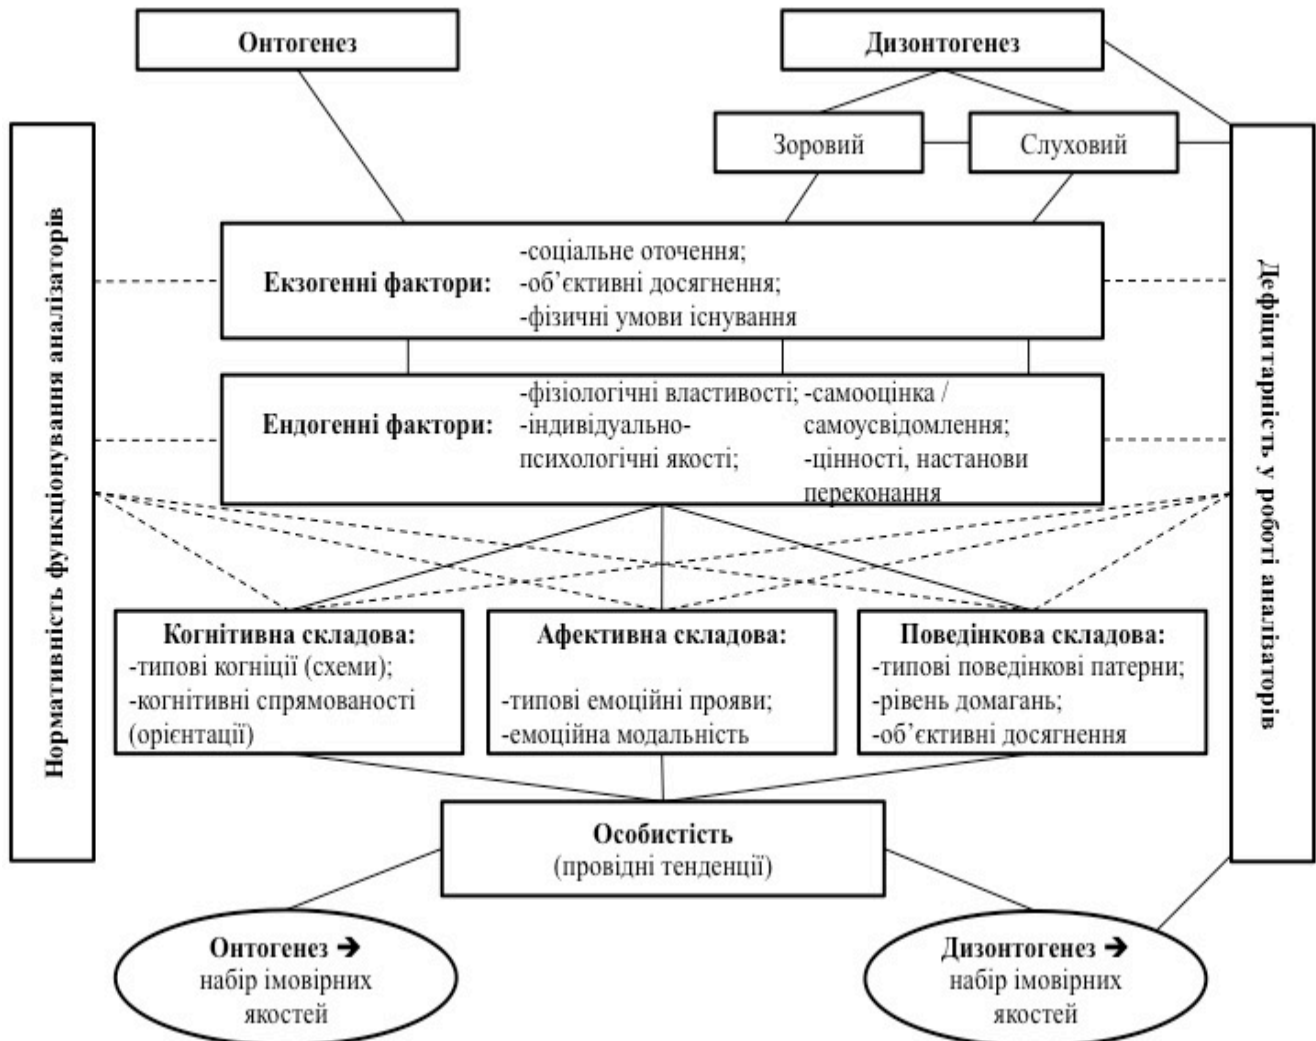 Онтогенез
Дизонтогенез
Зоровий
Слуховий
Нормативність функціонування аналізаторів
Дефіцитарність у роботі аналізаторів
Екзогенні фактори:
-соціальне оточення;
-об’єктивні досягнення;
-фізичні умови існування
Ендогенні фактори:
-фізіологічні властивості;
-індивідуально-
психологічні якості;
-самооцінка /
самоусвідомлення;
-цінності, настанови
переконання
Когнітивна складова:
-типові когніції (схеми);
-когнітивні спрямованості
(орієнтації)
Афективна складова:
-типові емоційні прояви;
-емоційна модальність
Поведінкова складова:
-типові поведінкові патерни;
-рівень домагань;
-об’єктивні досягнення
Особистість
(провідні тенденції)
Онтогенез ➔
набір імовірних
якостей
Дизонтогенез ➔
набір імовірних
якостей